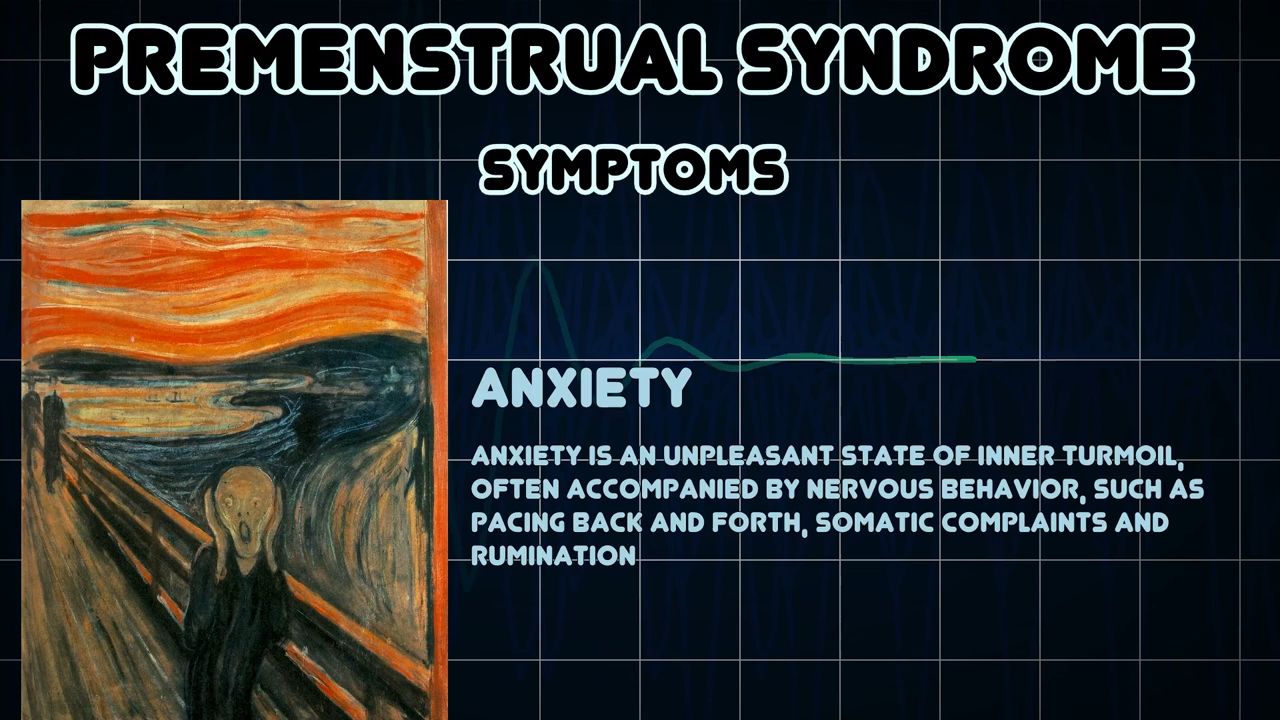 PREMENSTRUAL SYNDROME
SYMPTOMS
ANXIETY
ANXIETY IS AN UNPLEASANT STATE OF INNER TURMOIL,
OFTEN ACCOMPANIED BY NERVOUS BEHAVIOR, SUCH AS
PACING BACK AND FORTH, SOMATIC COMPLAINTS AND
RUMINATION